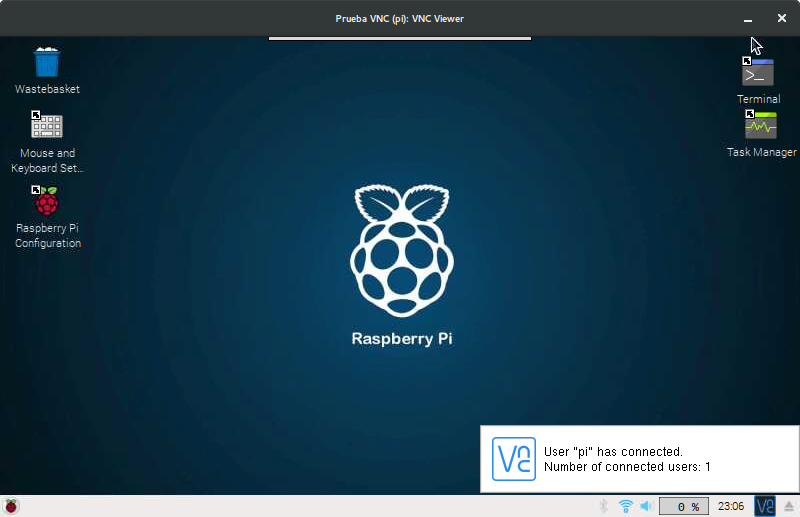 Prueba VNC (pi): VNC Viewer
Wastebasket
Mouse and
Keyboard Set...
Raspberry Pi
Configuration
Terminal
Task Manager
Raspberry Pi
VNC
User "pi" has connected.
Number of connected users: 1
0 %
23:06